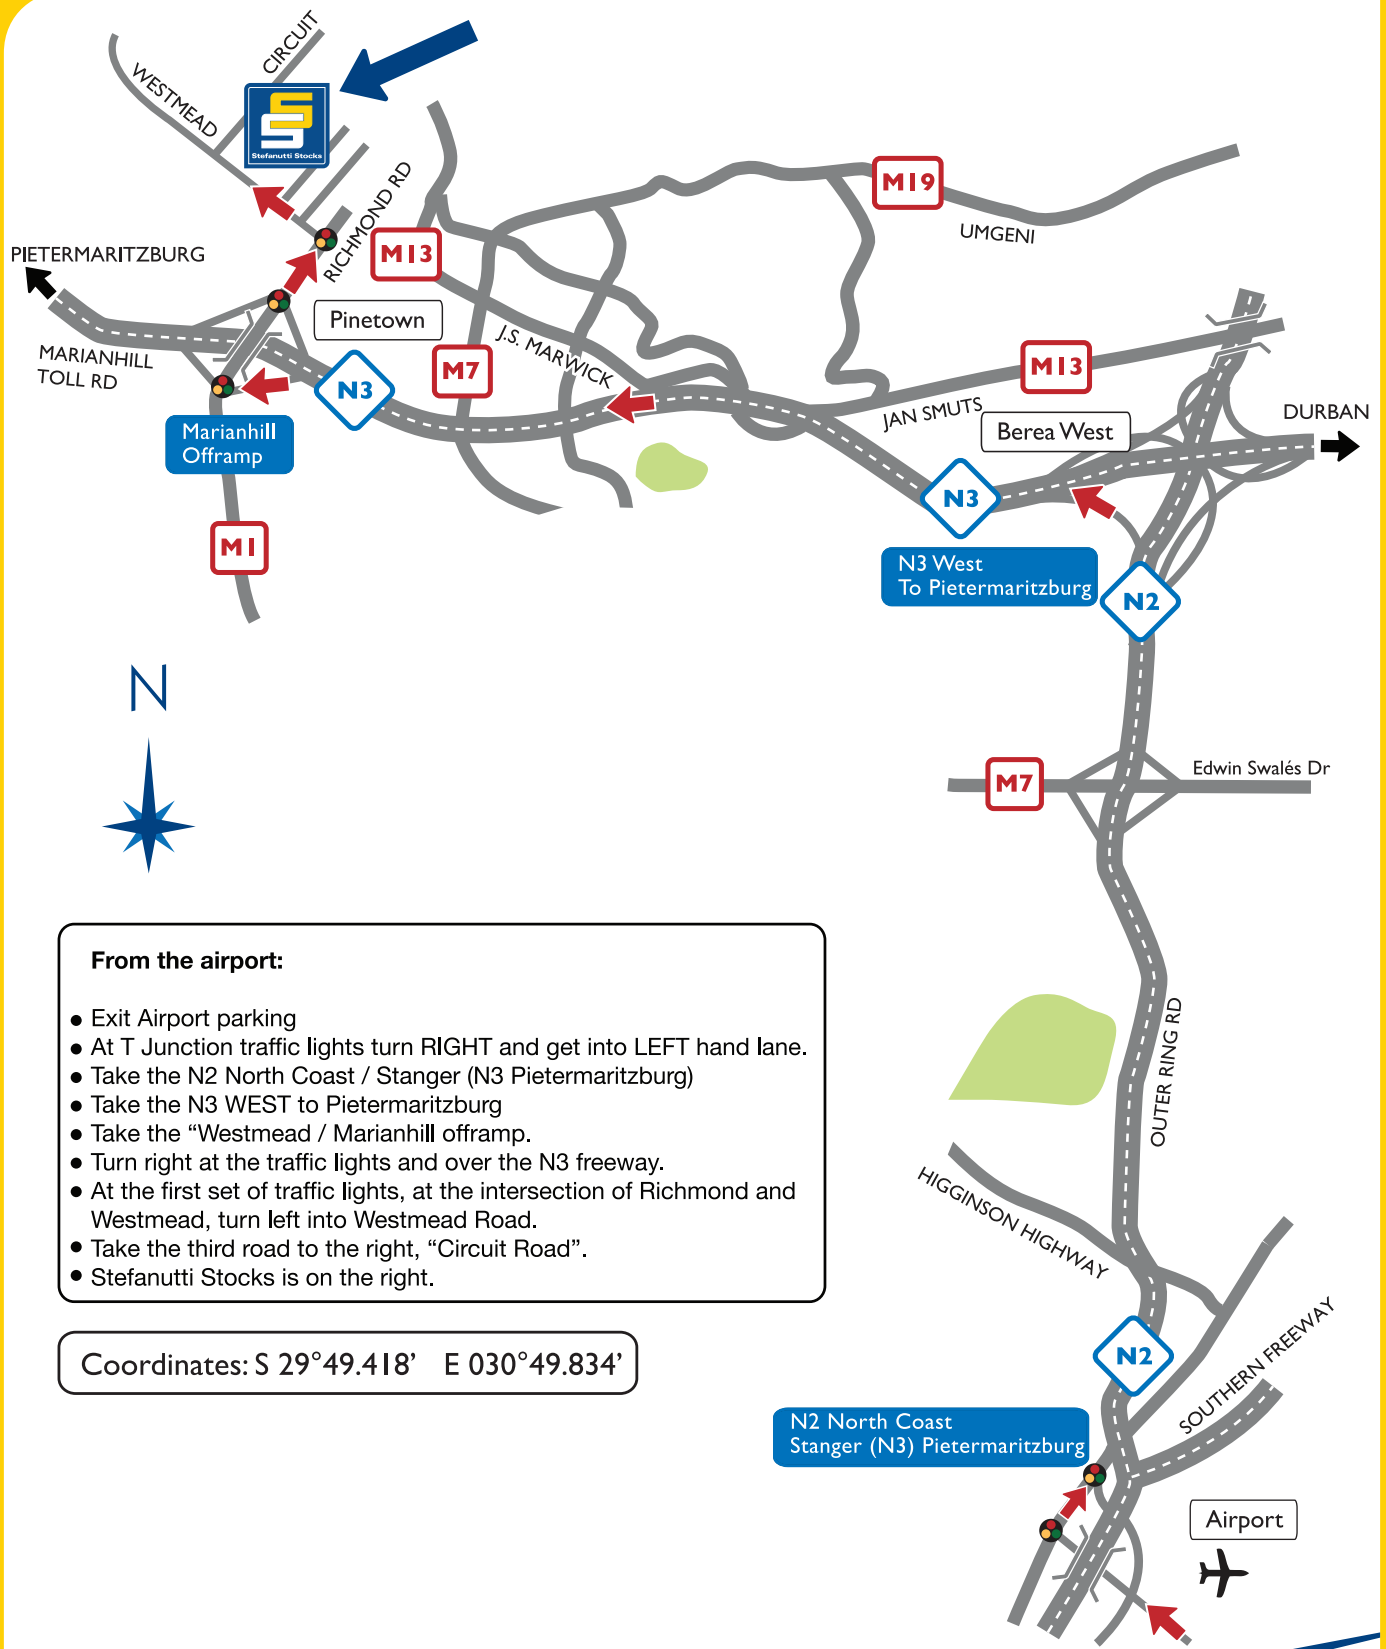 CIRCUIT
WESTMEAD
Stefanutti Stocks
RICHMOND RD
M19
UMGENI
PIETERMARITZBURG
M13
Pinetown
J.S. MARWICK
MARIANHILL
TOLL RD
M7
N3
M13
JAN SMUTS
DURBAN
Berea West
Marianhill
Offramp
N3
M1
N3 West
To Pietermaritzburg
N2
N
M7
Edwin Swalés Dr
From the airport:
• Exit Airport parking
• At T Junction traffic lights turn RIGHT and get into LEFT hand lane.
• Take the N2 North Coast / Stanger (N3 Pietermaritzburg)
• Take the N3 WEST to Pietermaritzburg
• Take the “Westmead / Marianhill offramp.
• Turn right at the traffic lights and over the N3 freeway.
• At the first set of traffic lights, at the intersection of Richmond and
Westmead, turn left into Westmead Road.
• Take the third road to the right, “Circuit Road”.
• Stefanutti Stocks is on the right.
OUTER RING RD
HIGGINSON HIGHWAY
Coordinates: S 29°49.418’ E 030°49.834’
N2
SOUTHERN FREEWAY
N2 North Coast
Stanger (N3) Pietermaritzburg
Airport